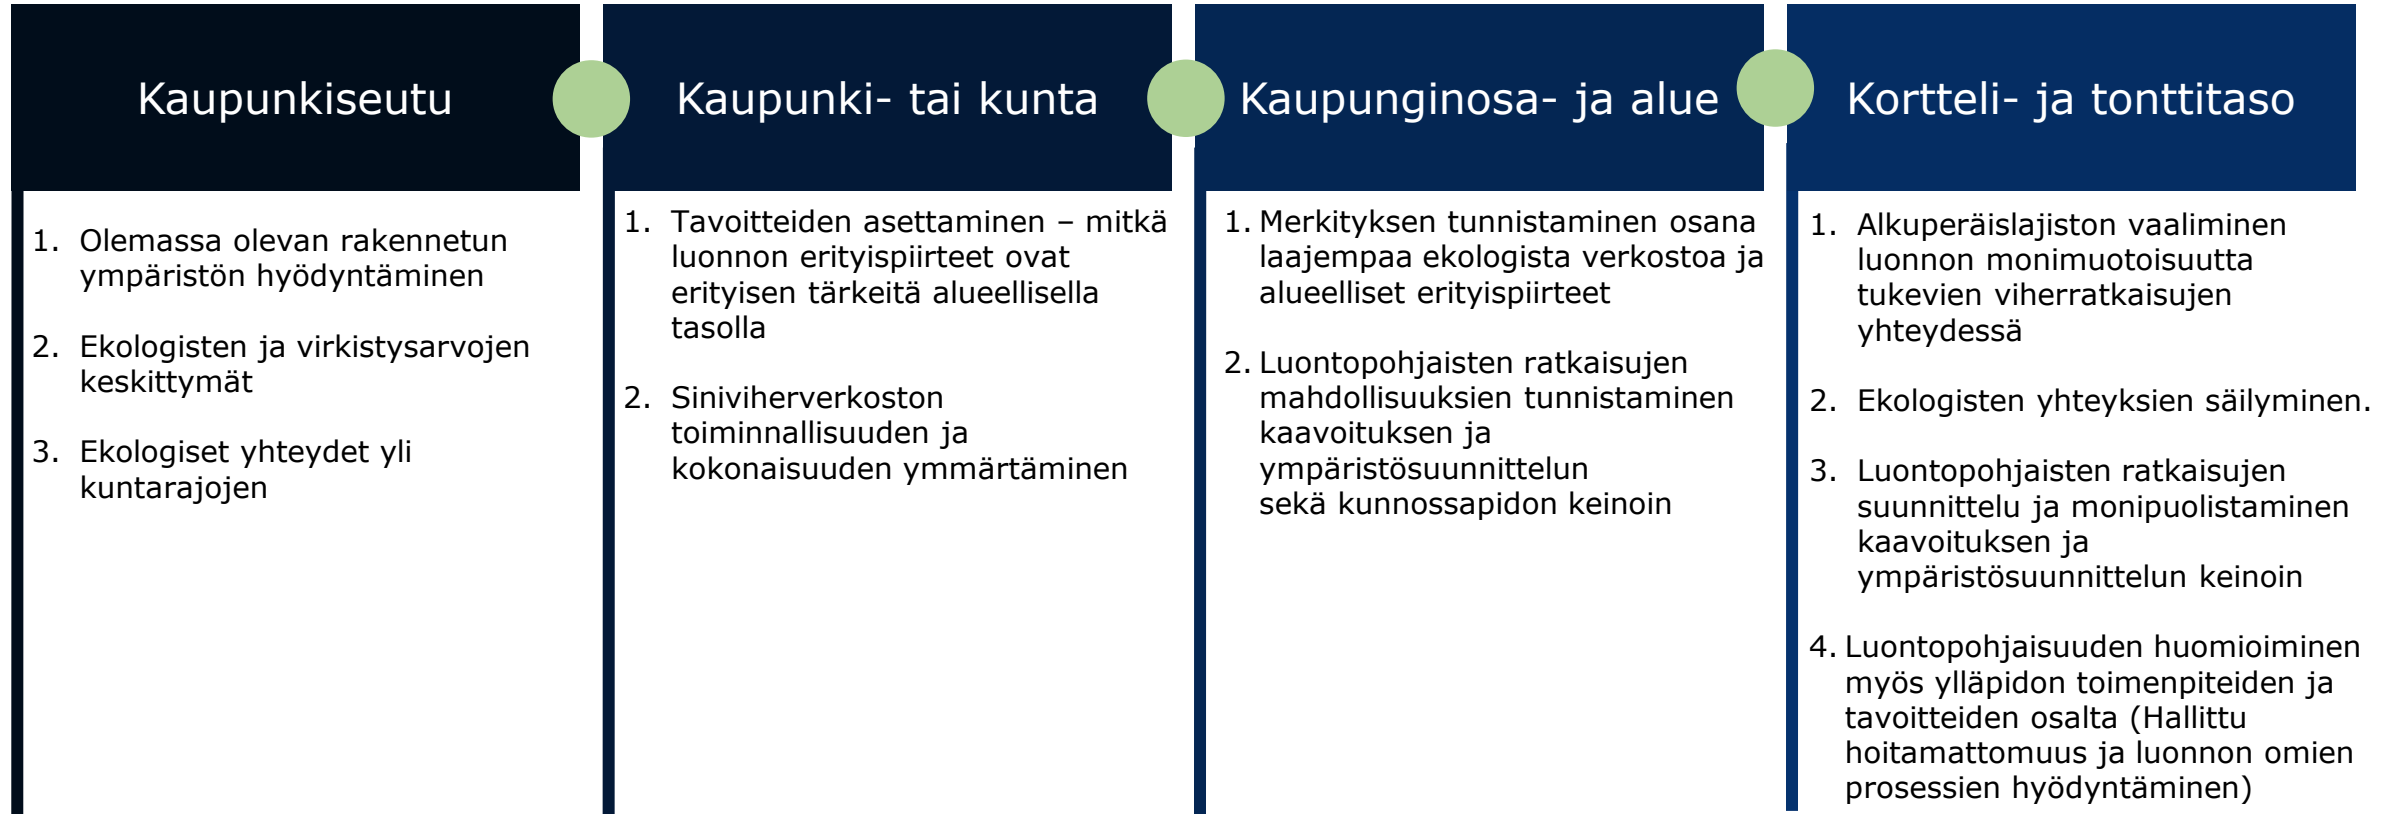 Kaupunkiseutu
1. Olemassa olevan rakennetun
ympäristön hyödyntäminen
2. Ekologisten ja virkistysarvojen
keskittymät
3. Ekologiset yhteydet yli
kuntarajojen
Kaupunki- tai kunta
1. Tavoitteiden asettaminen – mitkä
luonnon erityispiirteet ovat
erityisen tärkeitä alueellisella
tasolla
2. Siniviherverkoston
toiminnallisuuden ja
kokonaisuuden ymmärtäminen
Kaupunginosa- ja alue
1. Merkityksen tunnistaminen osana
laajempaa ekologista verkostoa ja
alueelliset erityispiirteet
2. Luontopohjaisten ratkaisujen
mahdollisuuksien tunnistaminen
kaavoituksen ja
ympäristösuunnittelun
sekä kunnossapidon keinoin
Kortteli- ja tonttitaso
1. Alkuperäislajiston vaaliminen
luonnon monimuotoisuutta
tukevien viherratkaisujen
yhteydessä
2. Ekologisten yhteyksien säilyminen.
3. Luontopohjaisten ratkaisujen
suunnittelu ja monipuolistaminen
kaavoituksen ja
ympäristösuunnittelun keinoin
4. Luontopohjaisuuden huomioiminen
myös ylläpidon toimenpiteiden ja
tavoitteiden osalta (Hallittu
hoitamattomuus ja luonnon omien
prosessien hyödyntäminen)